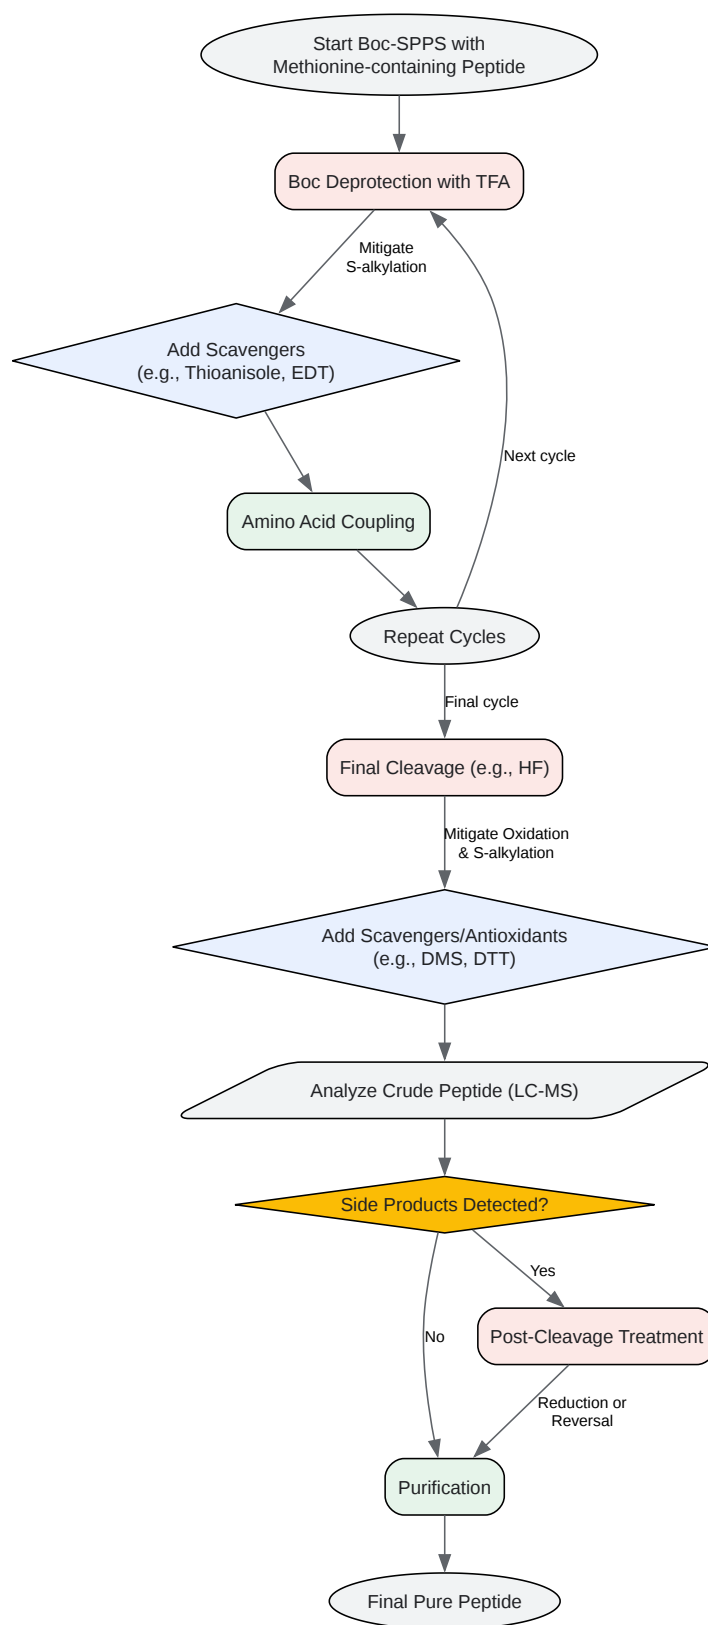 Start Boc-SPPS with
Methionine-containing Peptide
Boc Deprotection with TFA
Mitigate
S-alkylation
Add Scavengers
(e.g., Thioanisole, EDT)
Next cycle
Amino Acid Coupling
Repeat Cycles
Final cycle
Final Cleavage (e.g., HF)
Mitigate Oxidation
& S-alkylation
Add Scavengers/Antioxidants
(e.g., DMS, DTT)
Analyze Crude Peptide (LC-MS)
Side Products Detected?
Yes
No
Post-Cleavage Treatment
Reduction or
Reversal
Purification
Final Pure Peptide